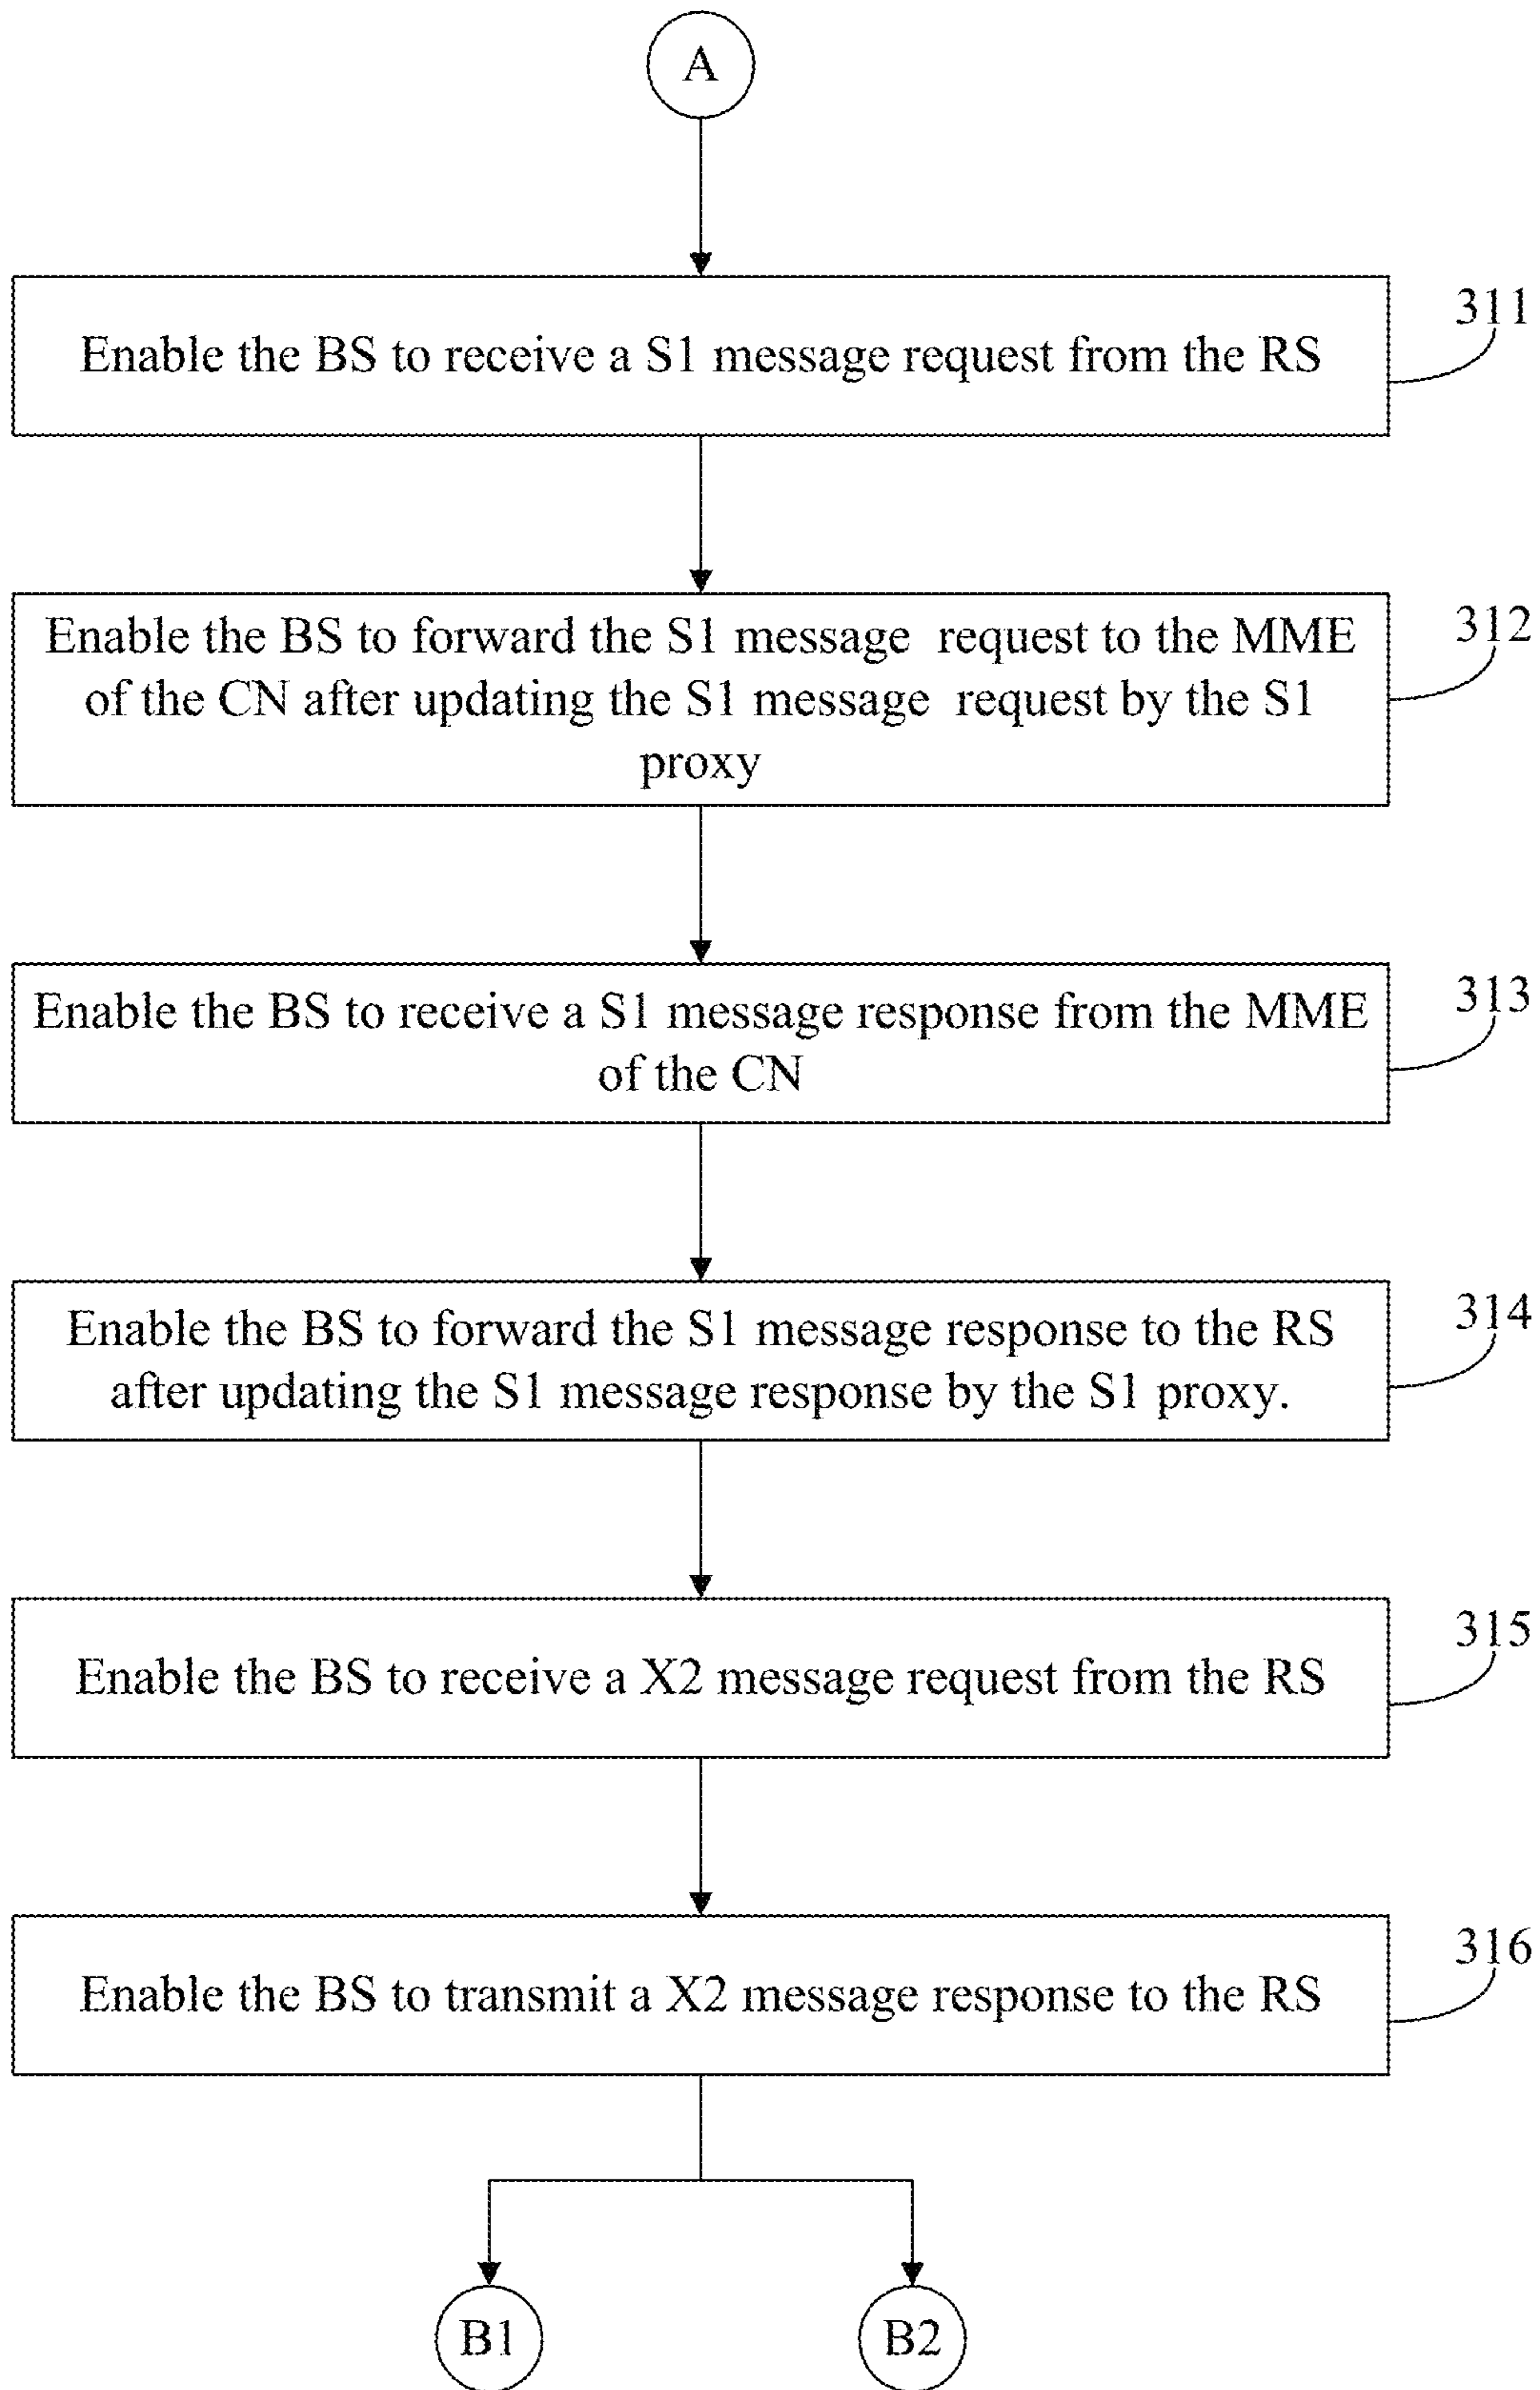 A
311
Enable the BS to receive a S1 message request from the RS
312
Enable the BS to forward the S1 message request to the MME
of the CN after updating the S1 message request by the S1
proxy
313
Enable the BS to receive a S1 message response from the MME
of the CN
314
Enable the BS to forward the S1 message response to the RS
after updating the S1 message response by the S1 proxy.
315
Enable the BS to receive a X2 message request from the RS
316
Enable the BS to transmit a X2 message response to the RS
B1
B2